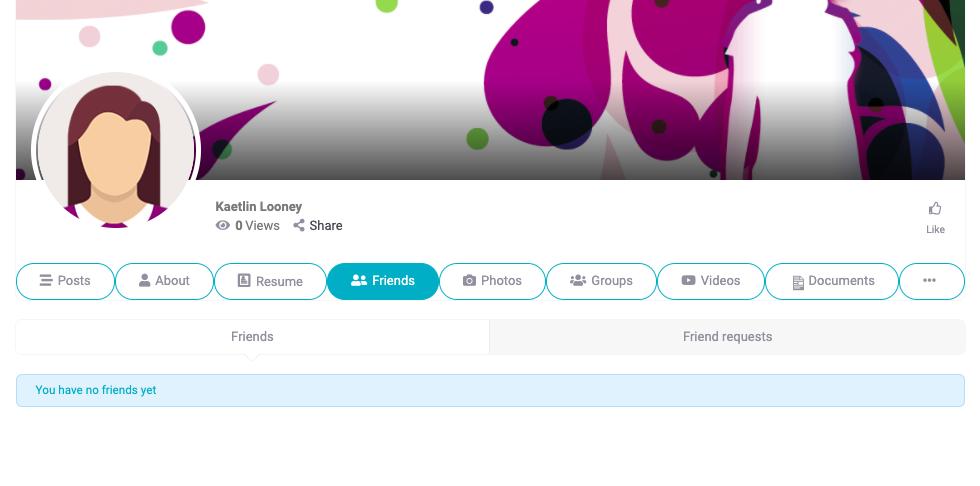 Kaetlin Looney
0 Views Share
Like
Posts About Resume Friends Photos Groups Videos Documents ...
Friends Friend requests
You have no friends yet